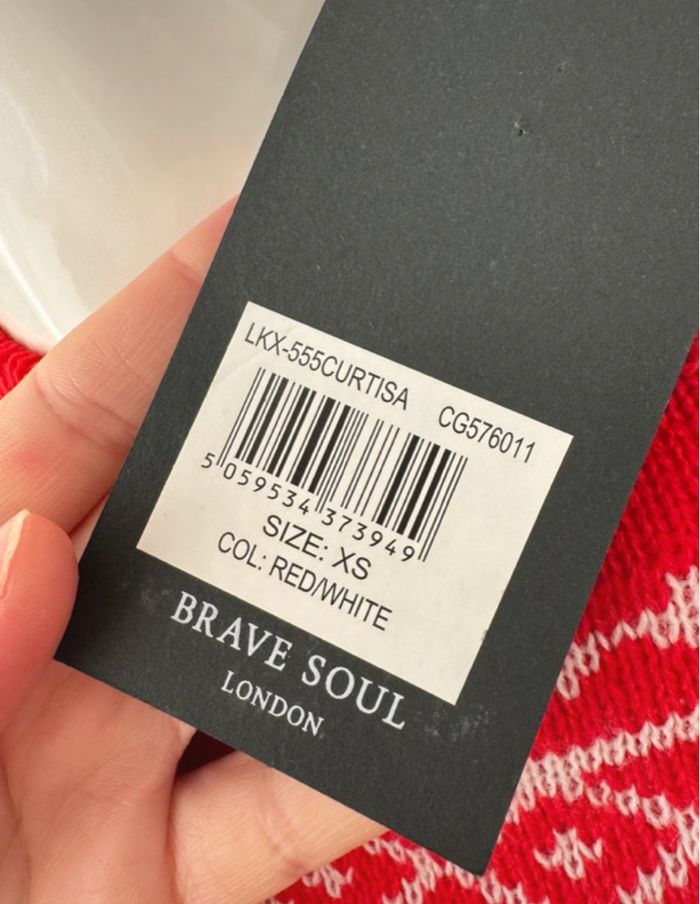 LKX-555CURTISA CG576011
5 059534 373949
SIZE: XS
COL: RED/WHITE
BRAVE SOUL
LONDON